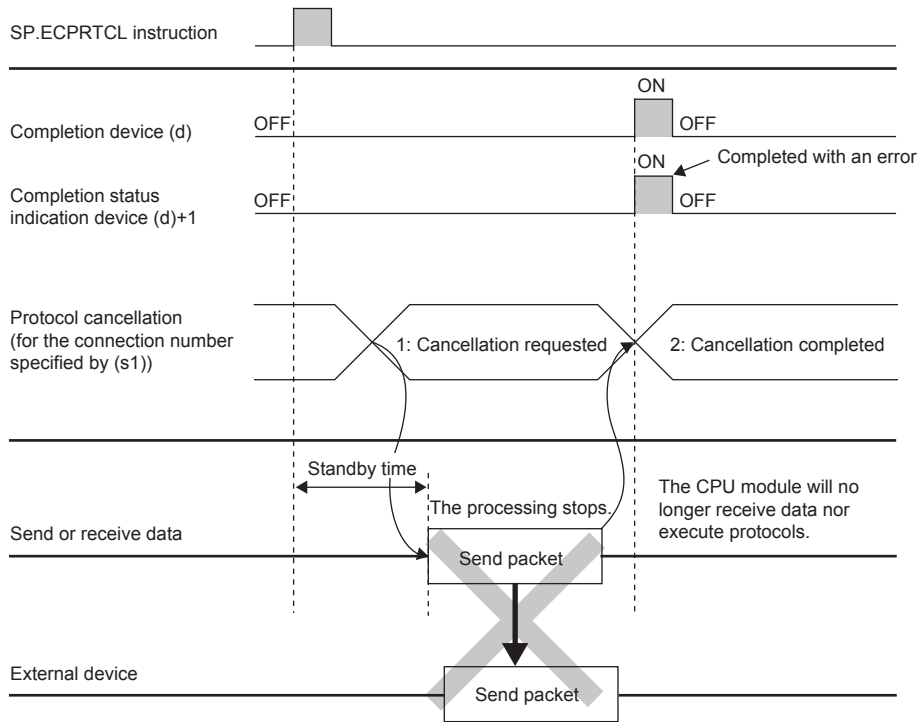 SP.ECPRTCL instruction
ON
Completion device (d)
OFF
OFF
ON
Completed with an error
Completion status
indication device (d)+1
OFF
OFF
Protocol cancellation
(for the connection number
specified by (s1))
1: Cancellation requested
2: Cancellation completed
Standby time
The processing stops.
The CPU module will no
longer receive data nor
execute protocols.
Send or receive data
Send packet
External device
Send packet